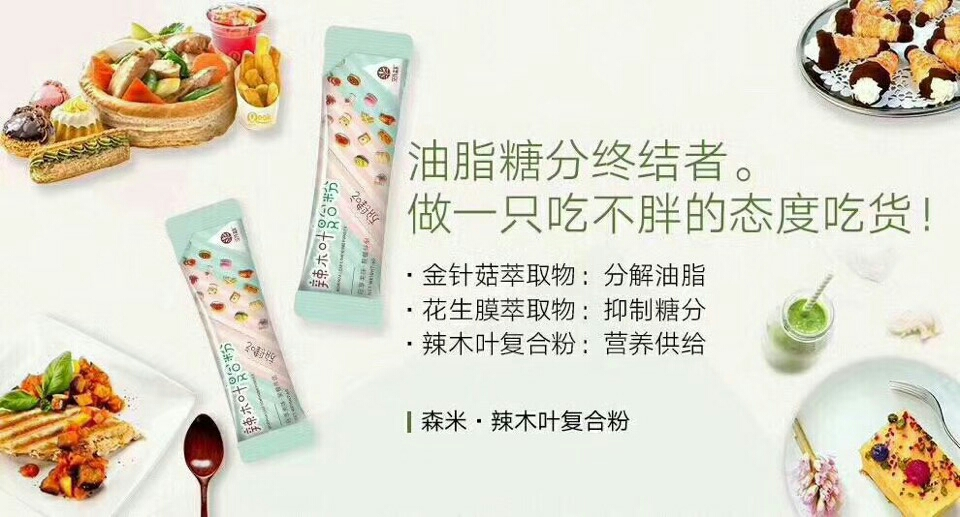 油脂糖分终结者。
做一只吃不胖的态度吃货！
· 金针菇萃取物：分解油脂
· 花生膜萃取物：抑制糖分
· 辣木叶复合粉：营养供给
森米·辣木叶复合粉
辣木叶复合粉
辣木叶复合粉